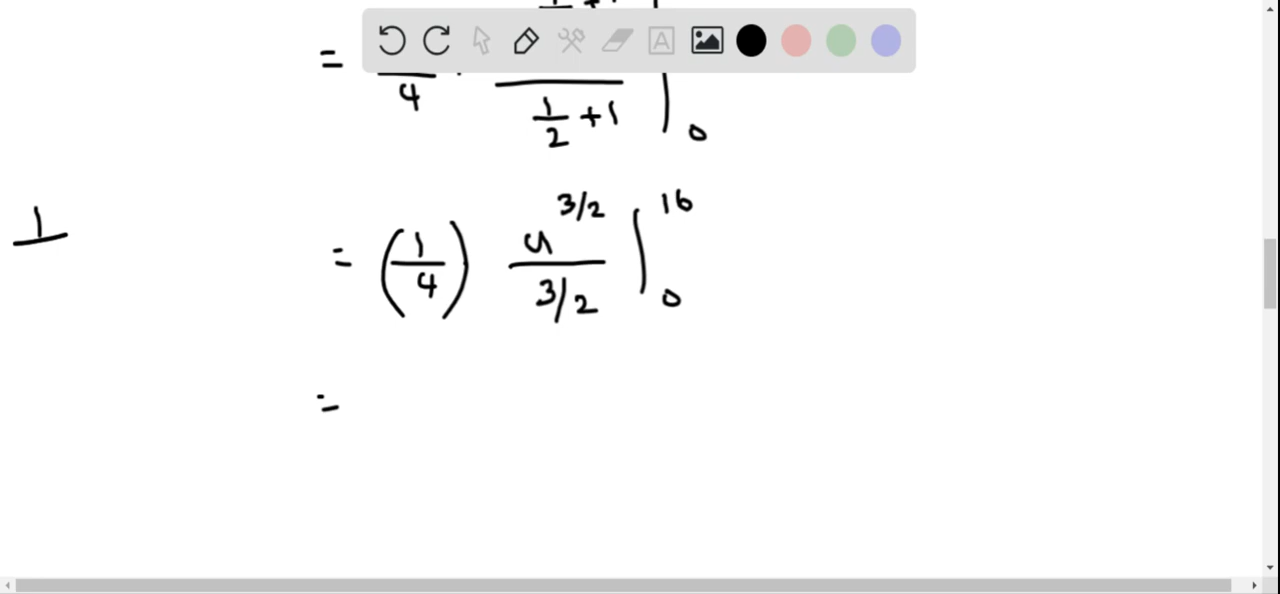 = 4 1/2 + 1 | 0
1
= (1/4) u^3/2 / 3/2 | 16 0
=